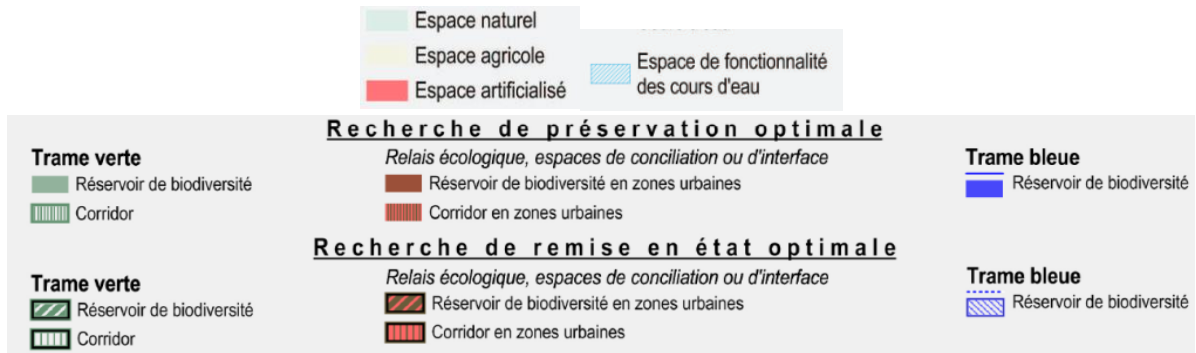 Espace naturel
Espace agricole
Espace artificialisé
Espace de fonctionnalité
des cours d'eau
Recherche de préservation optimale
Trame verte
Réservoir de biodiversité
Corridor
Relais écologique, espaces de conciliation ou d'interface
Réservoir de biodiversité en zones urbaines
Corridor en zones urbaines
Trame bleue
Réservoir de biodiversité
Recherche de remise en état optimale
Trame verte
Réservoir de biodiversité
Corridor
Relais écologique, espaces de conciliation ou d'interface
Réservoir de biodiversité en zones urbaines
Corridor en zones urbaines
Trame bleue
Réservoir de biodiversité